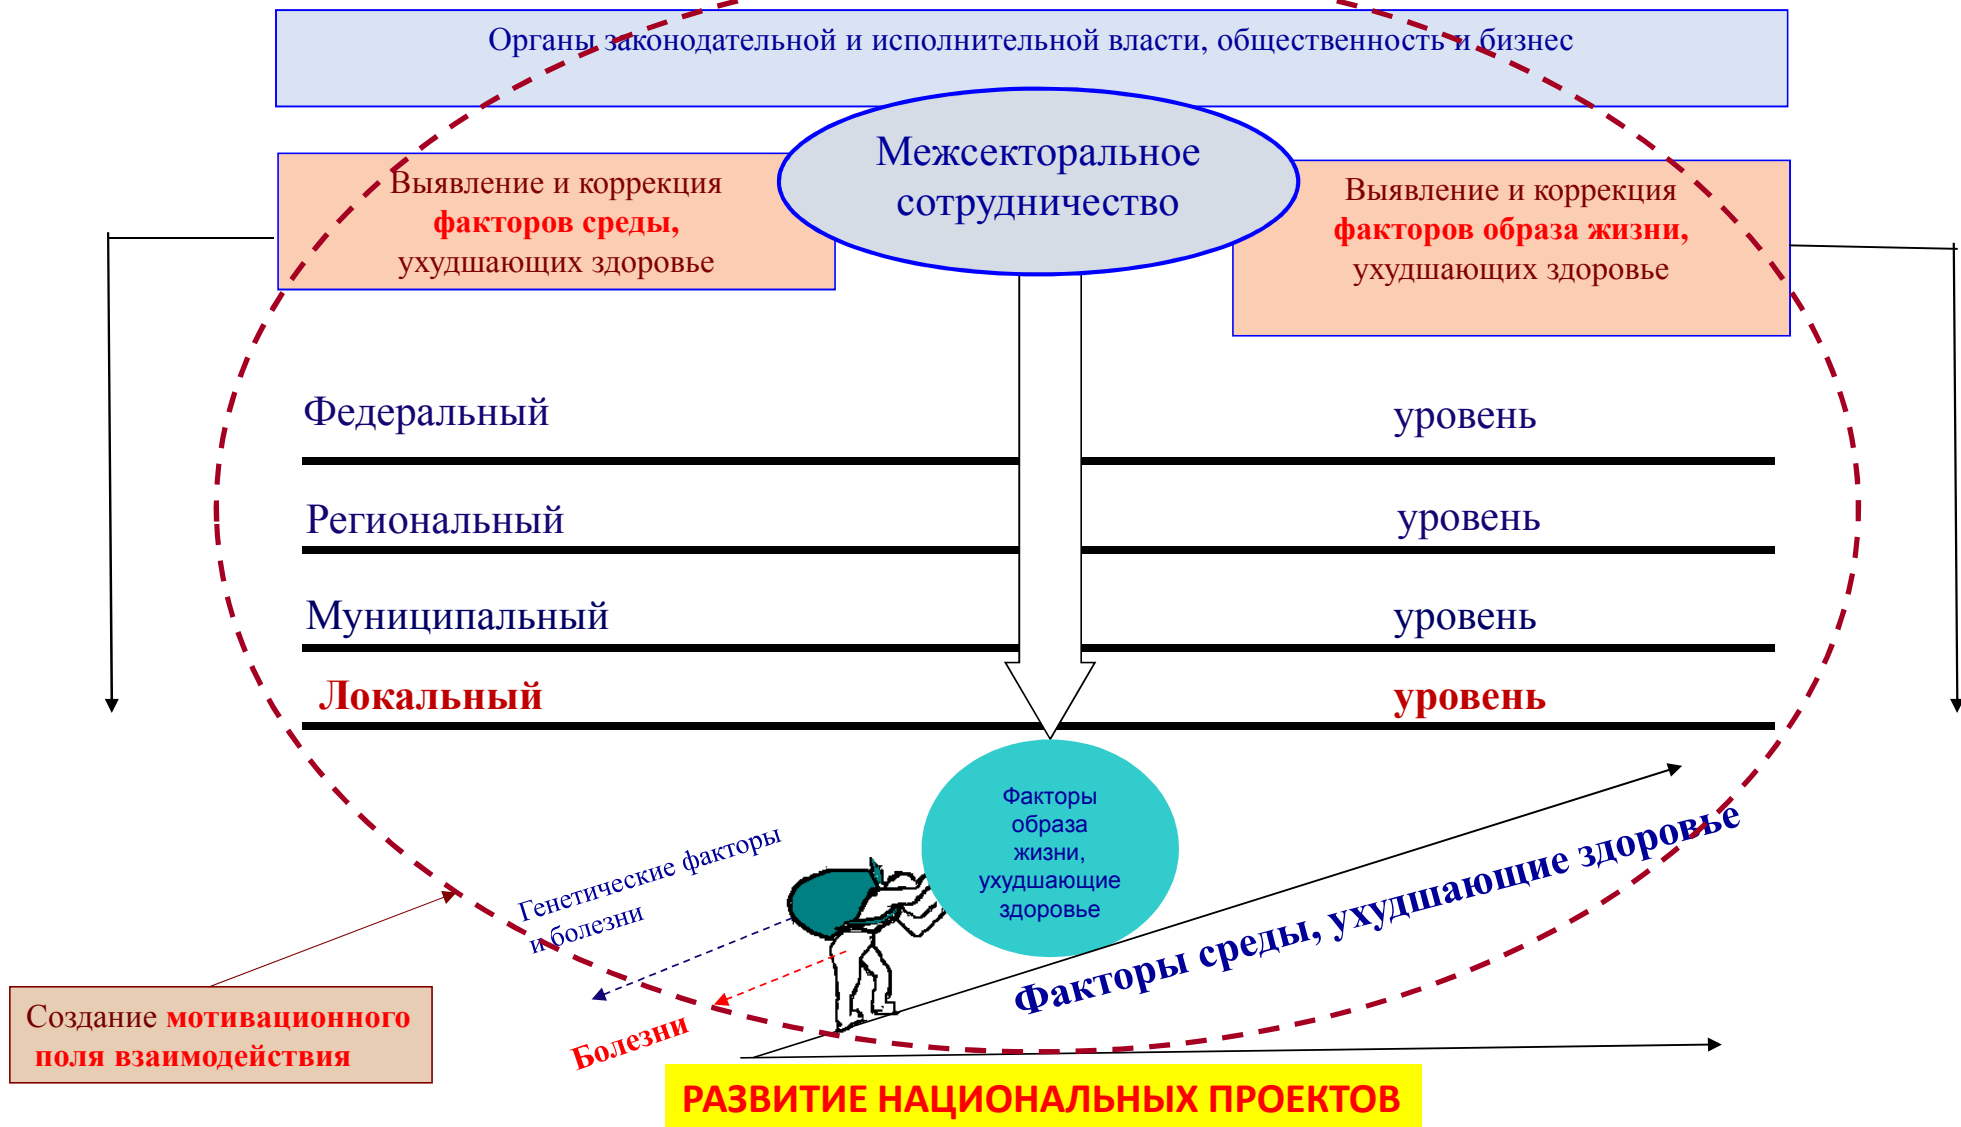 Органы законодательной и исполнительной власти, общественность и бизнес
Межсекторальное
сотрудничество
Выявление и коррекция
факторов среды,
ухудшающих здоровье
Выявление и коррекция
факторов образа жизни,
ухудшающих здоровье
Федеральный уровень
Региональный уровень
Муниципальный уровень
Локальный уровень
Факторы
образа
жизни,
ухудшающие
здоровье
Генетические факторы
и болезни
Факторы среды, ухудшающие здоровье
Создание мотивационного
поля взаимодействия
Болезни
РАЗВИТИЕ НАЦИОНАЛЬНЫХ ПРОЕКТОВ